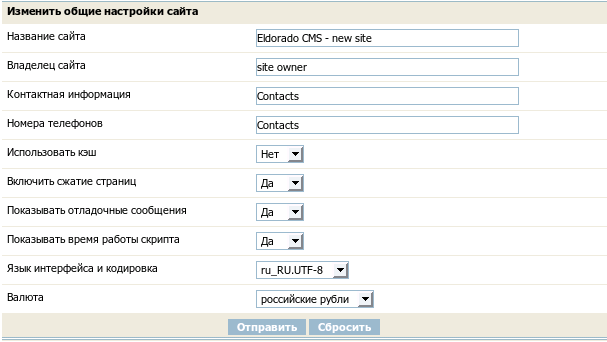 Изменить общие настройки сайта
Название сайта Eldorado CMS - new site
Владелец сайта site owner
Контактная информация Contacts
Номера телефонов Contacts
Использовать кэш Нет
Включить сжатие страниц Да
Показывать отладочные сообщения Да
Показывать время работы скрипта Да
Язык интерфейса и кодировка ru_RU.UTF-8
Валюта российские рубли
Отправить Сбросить